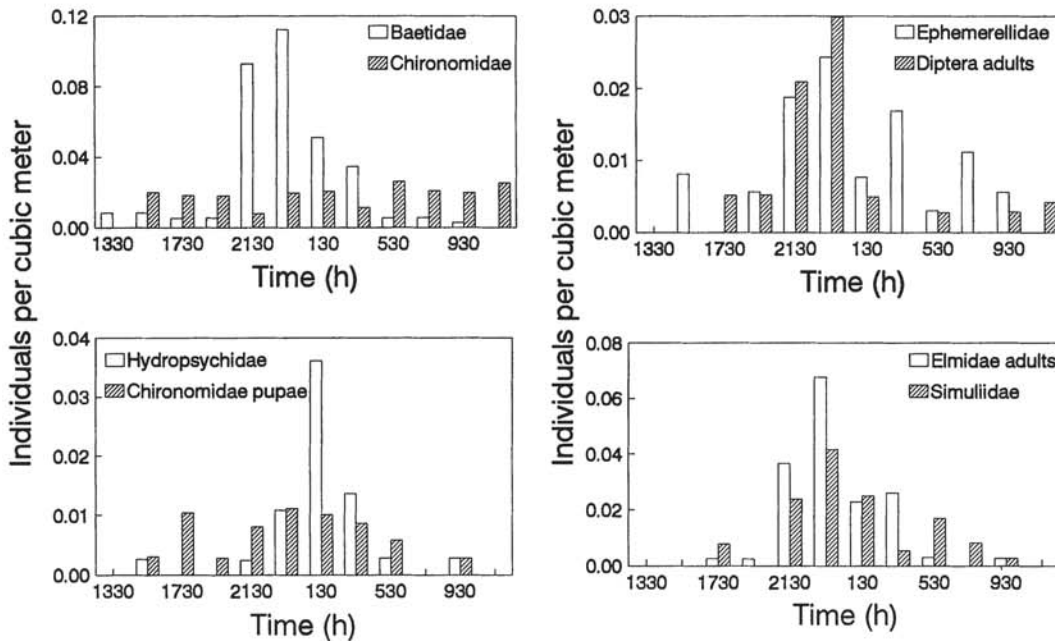 Individuals per cubic meter
0.12
0.08
0.04
0.00
Baetidae
Chironomidae
1330 1730 2130 130 530 930
Time (h)
Individuals per cubic meter
0.03
0.02
0.01
0.00
Ephemerellidae
Diptera adults
1330 1730 2130 130 530 930
Time (h)
0.04
0.03
0.02
0.01
0.00
Hydropsychidae
Chironomidae pupae
1330 1730 2130 130 530 930
Time (h)
0.08
0.06
0.04
0.02
0.00
Elmidae adults
Simuliidae
1330 1730 2130 130 530 930
Time (h)